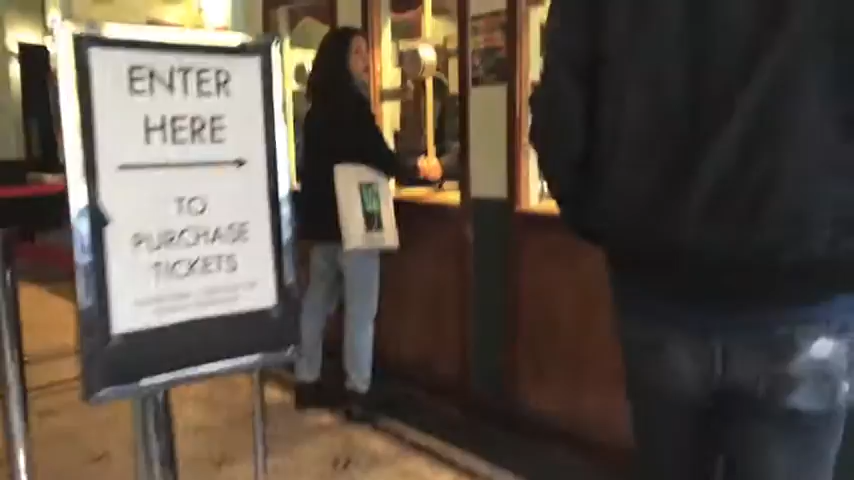 ENTER
HERE
TO
PURCHASE
TICKETS